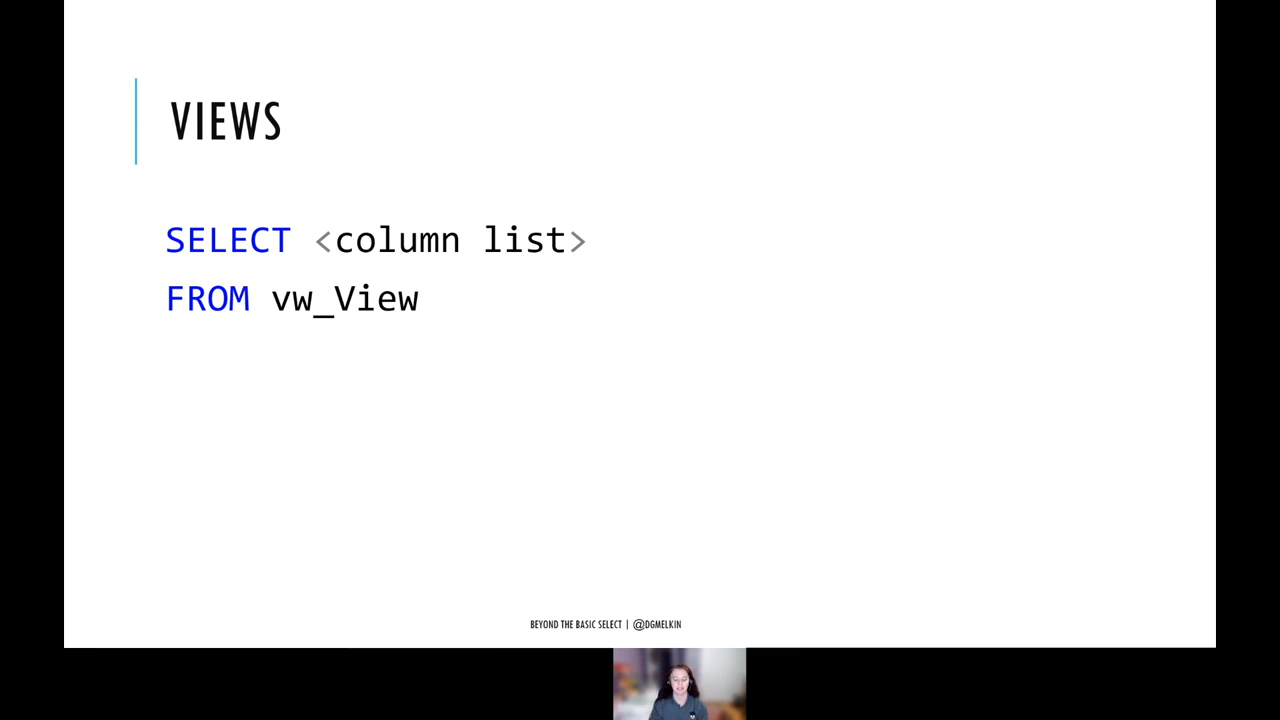 VIEWS
SELECT <column list>
FROM vw_View
BEYOND THE BASIC SELECT | @DGMELKIN